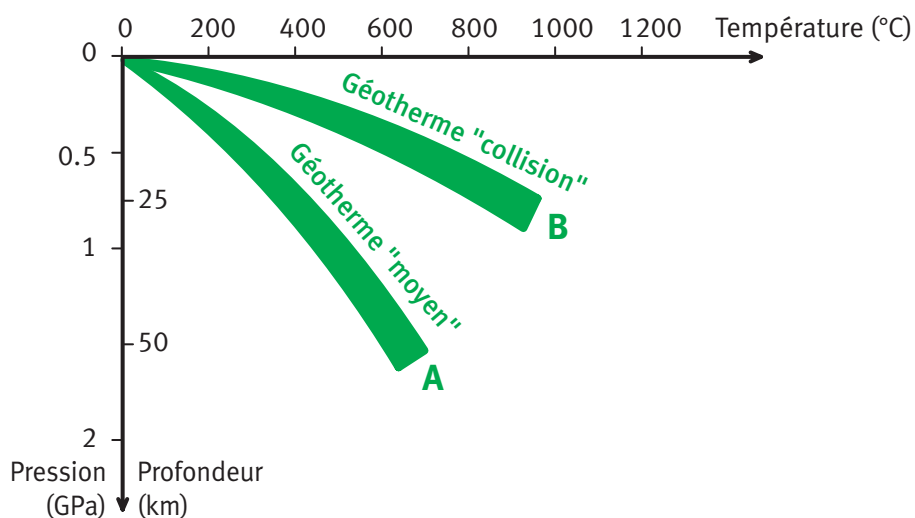 0 200 400 600 800 1000 1200 Température (°C)
0
Géotherme "collision"
0.5
Géotherme "moyen"
25
B
1
50
A
2
Pression Profondeur
(GPa) (km)